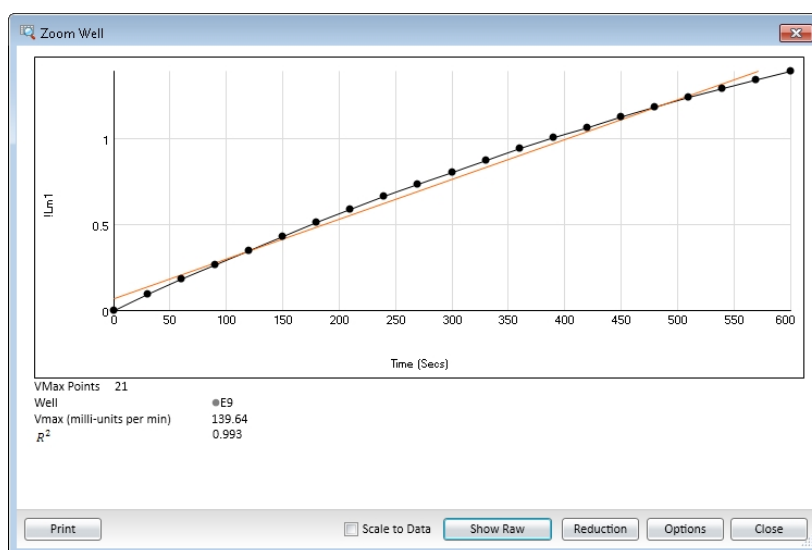 Zoom Well
1
0.5
0
!Lm1
0 50 100 150 200 250 300 350 400 450 500 550 600
Time (Secs)
VMax Points 21
Well E9
Vmax (milli-units per min) 139.64
R² 0.993
Print Scale to Data Show Raw Reduction Options Close